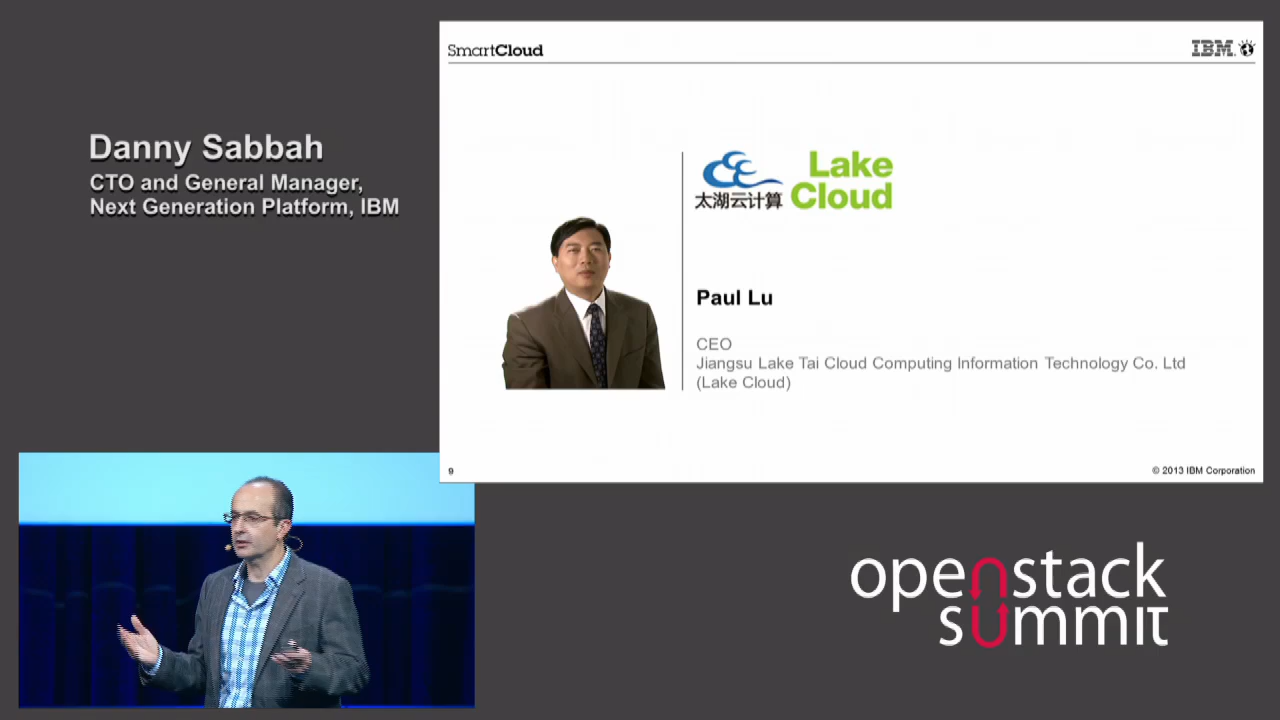 Danny Sabbah
CTO and General Manager,
Next Generation Platform, IBM
SmartCloud
IBM
太湖云计算
Lake
Cloud
Paul Lu
CEO
Jiangsu Lake Tai Cloud Computing Information Technology Co. Ltd
(Lake Cloud)
9
© 2013 IBM Corporation
openstack
summit